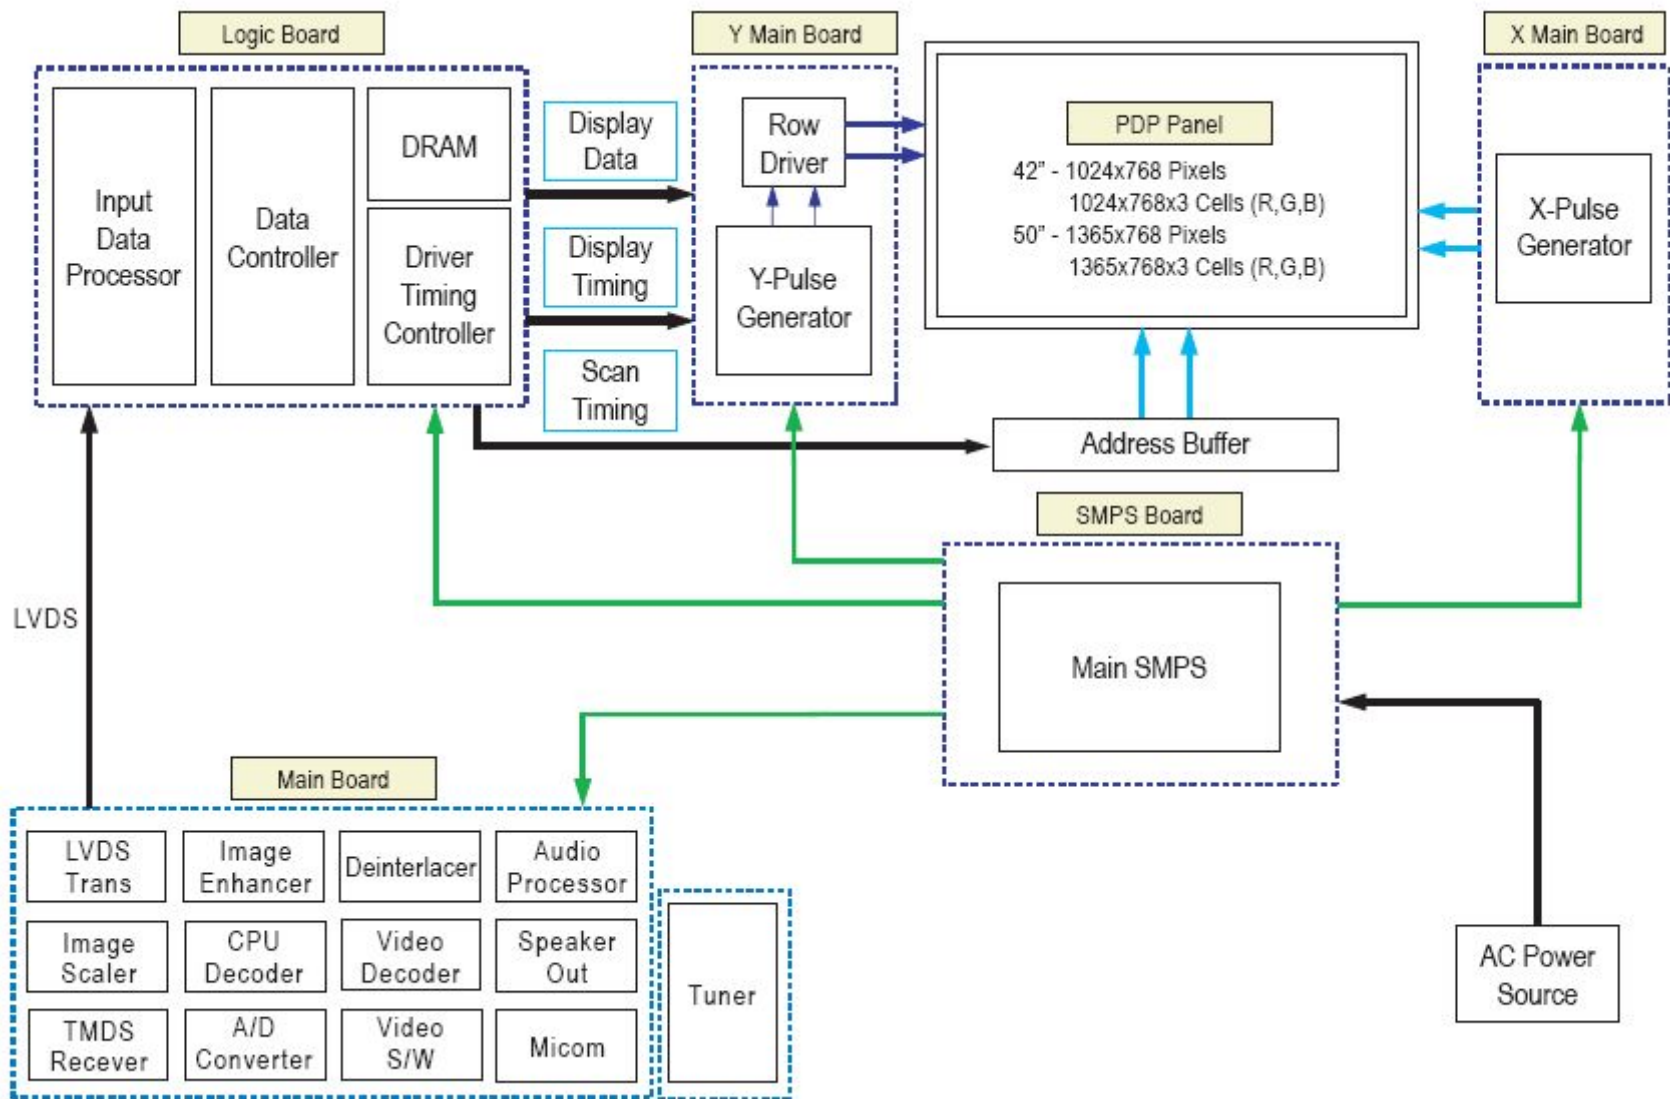 Logic Board
Y Main Board
X Main Board
Input
Data
Processor
Data
Controller
DRAM
Driver
Timing
Controller
Display
Data
Display
Timing
Scan
Timing
Row
Driver
Y-Pulse
Generator
PDP Panel
42” - 1024x768 Pixels
1024x768x3 Cells (R,G,B)
50” - 1365x768 Pixels
1365x768x3 Cells (R,G,B)
X-Pulse
Generator
Address Buffer
SMPS Board
Main SMPS
LVDS
Main Board
LVDS
Trans
Image
Enhancer
Deinterlacer
Audio
Processor
Image
Scaler
CPU
Decoder
Video
Decoder
Speaker
Out
TMDS
Recever
A/D
Converter
Video
S/W
Micom
Tuner
AC Power
Source